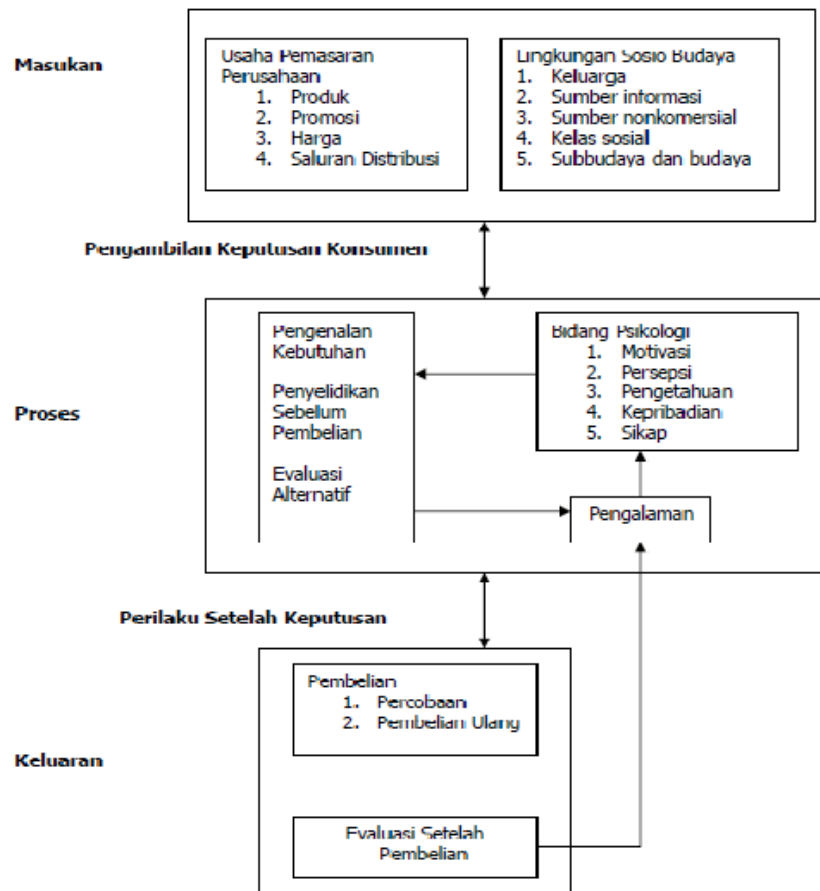 Masukan
Usaha Pemasaran
Perusahaan
1. Produk
2. Promosi
3. Harga
4. Saluran Distribusi
Lingkungan Sosio Budaya
1. Keluarga
2. Sumber informasi
3. Sumber nonkomersial
4. Kelas sosial
5. Subbudaya dan budaya
Pengambilan Keputusan Konsumen
Proses
Pengenalan
Kebutuhan
Penyelidikan
Sebelum
Pembelian
Evaluasi
Alternatif
Bidang Psikologi
1. Motivasi
2. Persepsi
3. Pengetahuan
4. Kepribadian
5. Sikap
Pengalaman
Perilaku Setelah Keputusan
Keluaran
Pembelian
1. Percobaan
2. Pembelian Ulang
Evaluasi Setelah
Pembelian